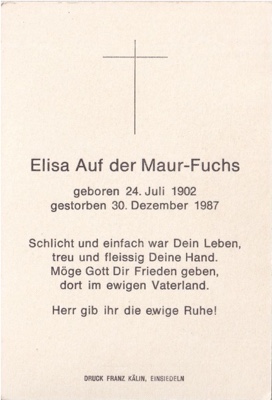 Elisa Auf der Maur-Fuchs
geboren 24. Juli 1902
gestorben 30. Dezember 1987
Schlicht und einfach war Dein Leben,
treu und fleissig Deine Hand.
Möge Gott Dir Frieden geben,
dort im ewigen Vaterland.
Herr gib ihr die ewige Ruhe!
DRUCK FRANZ KÄLIN, EINSIEDELN